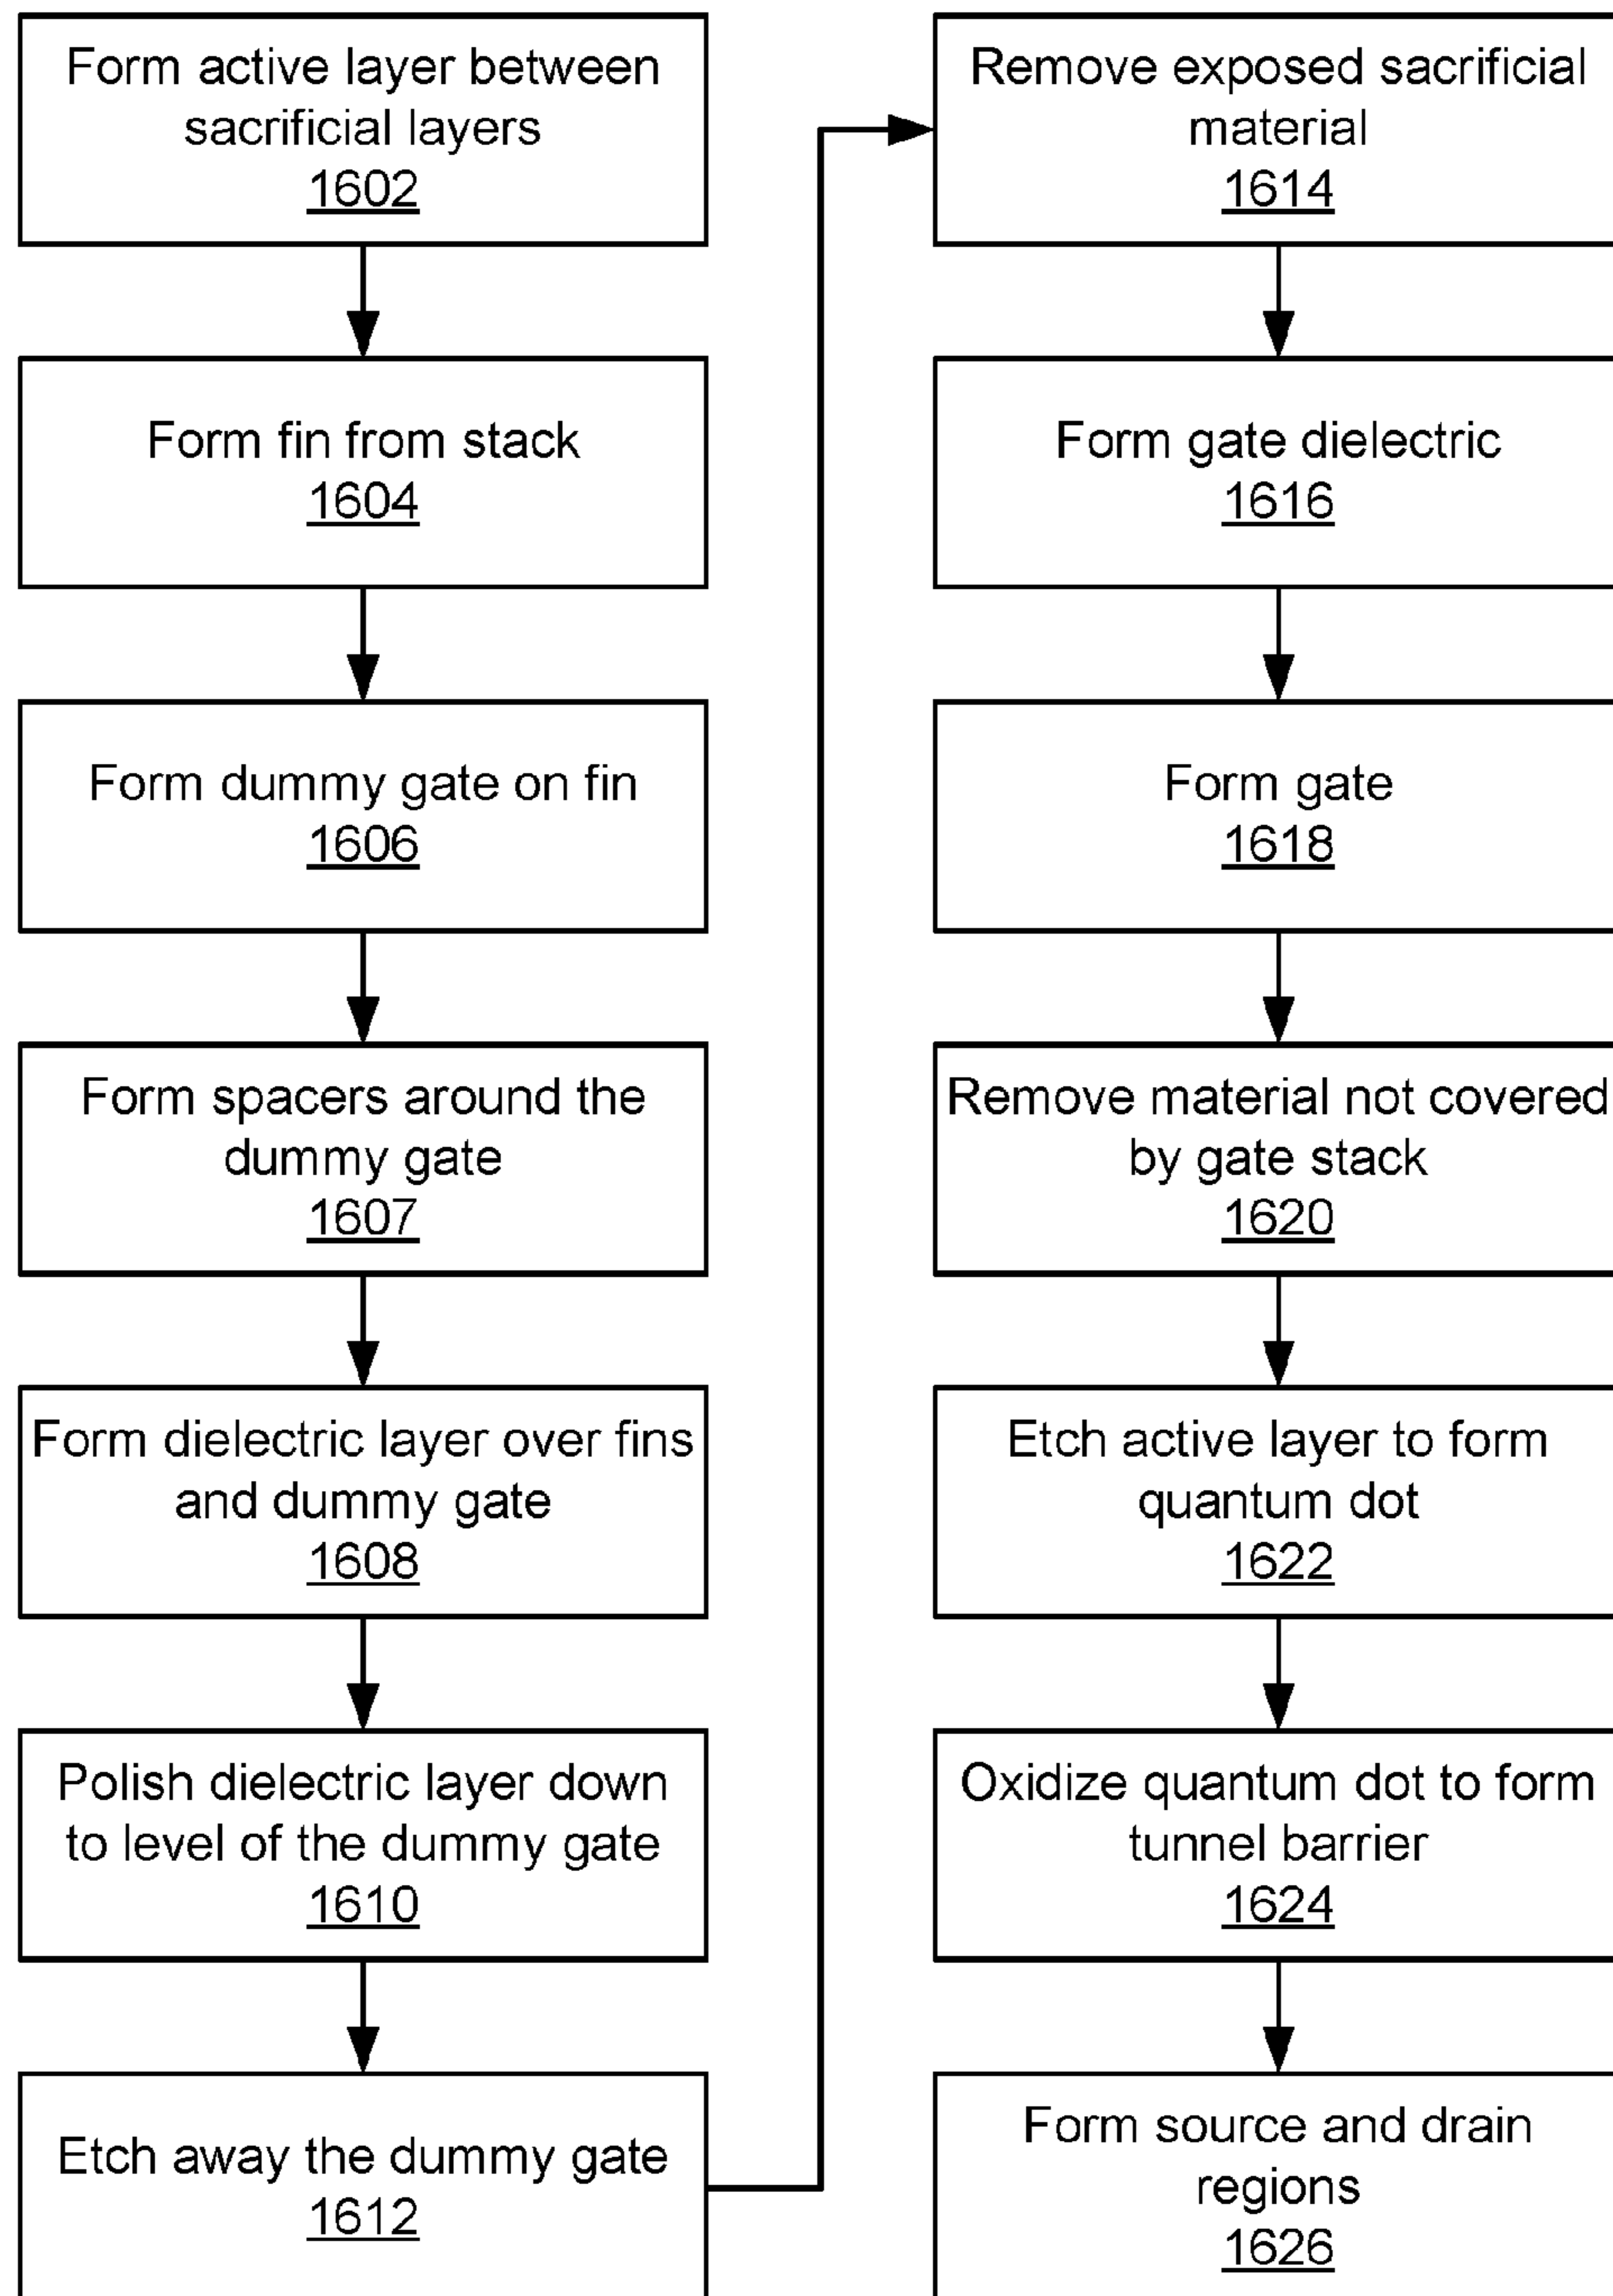 Form active layer between
sacrificial layers
1602
Form fin from stack
1604
Form dummy gate on fin
1606
Form spacers around the
dummy gate
1607
Form dielectric layer over fins
and dummy gate
1608
Polish dielectric layer down
to level of the dummy gate
1610
Etch away the dummy gate
1612
Remove exposed sacrificial
material
1614
Form gate dielectric
1616
Form gate
1618
Remove material not covered
by gate stack
1620
Etch active layer to form
quantum dot
1622
Oxidize quantum dot to form
tunnel barrier
1624
Form source and drain
regions
1626